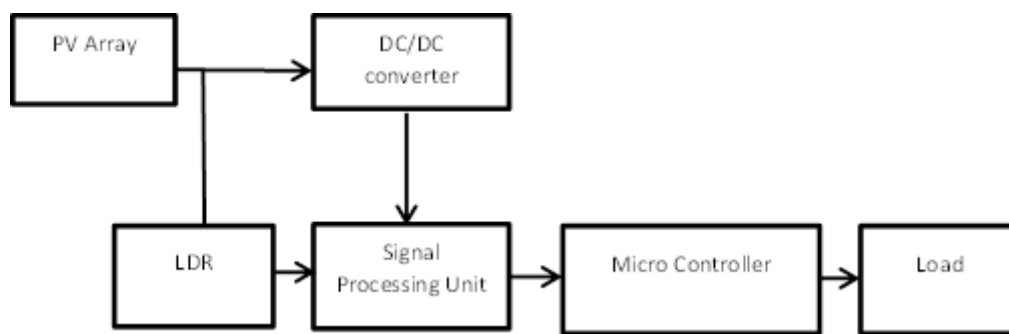 PV Array
DC/DC
converter
LDR
Signal
Processing Unit
Micro Controller
Load